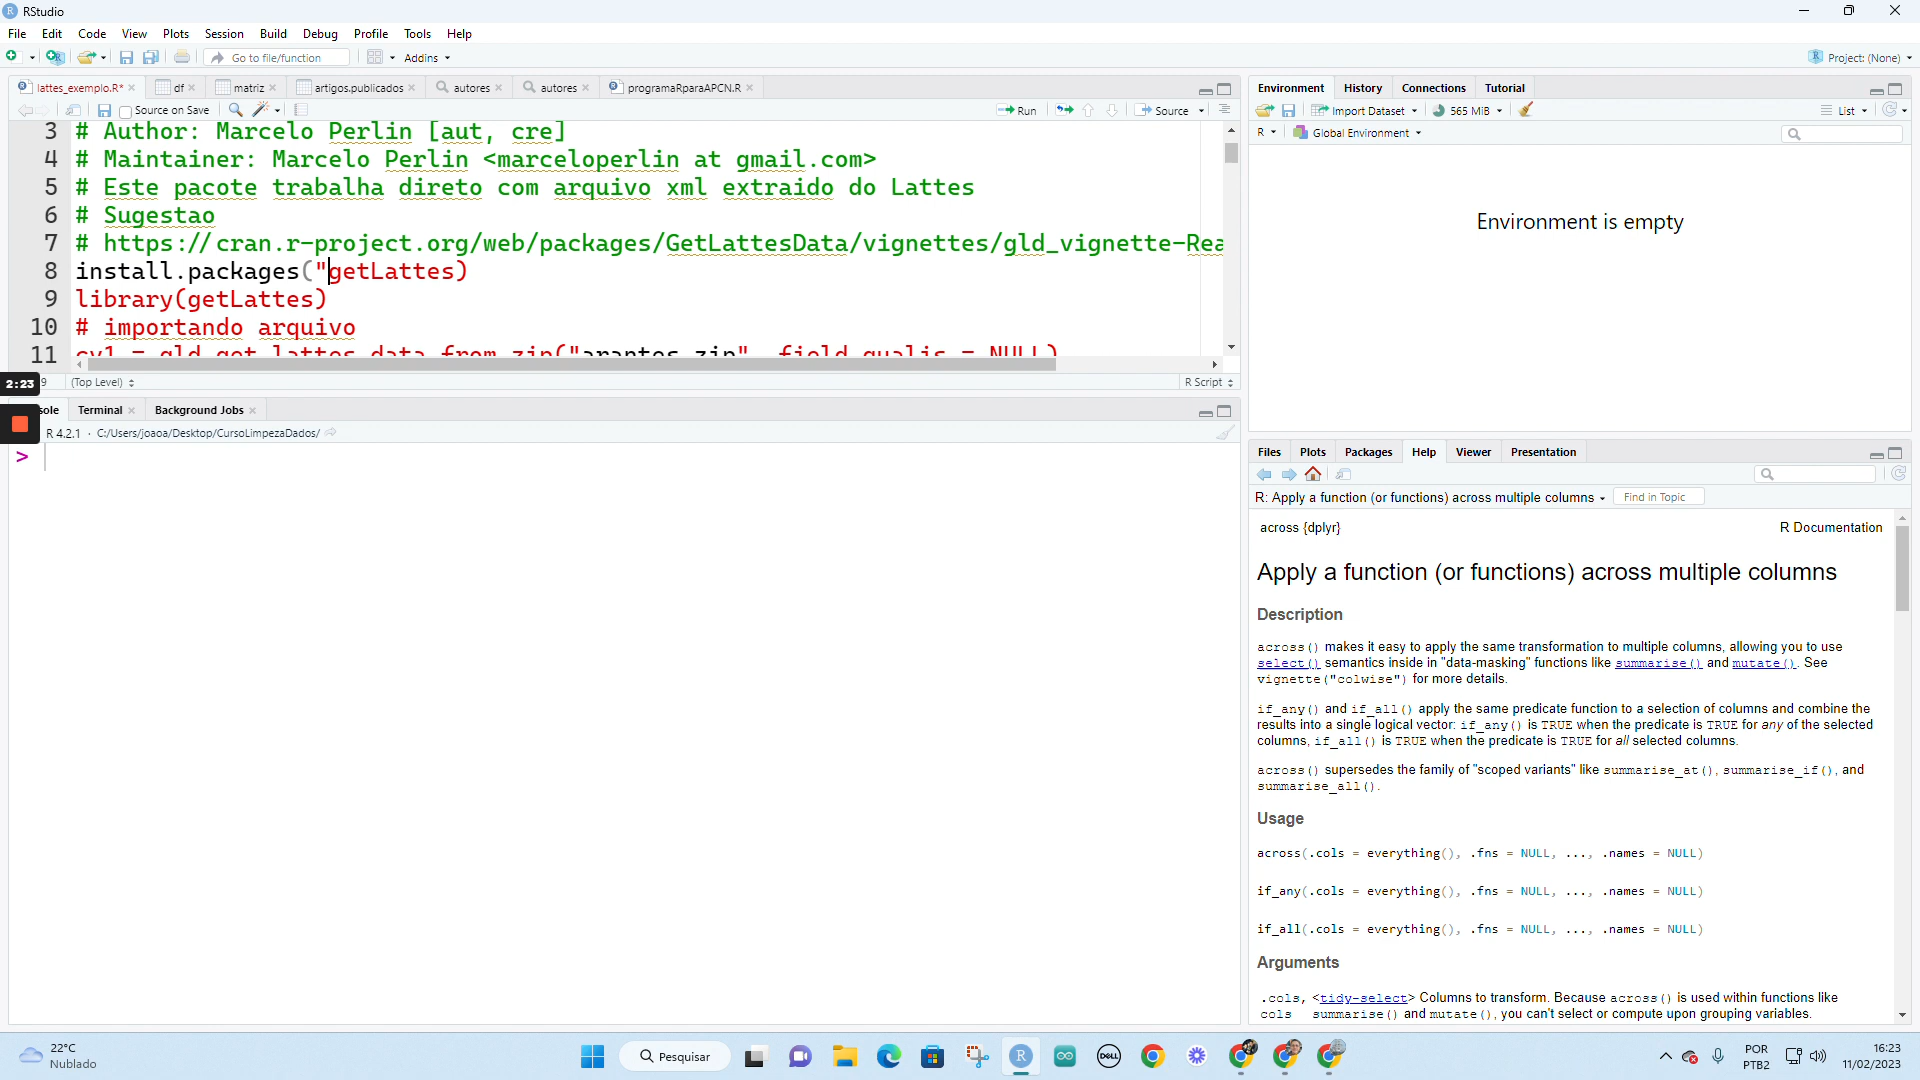 RStudio
File Edit Code View Plots Session Build Debug Profile Tools Help
Go to file/function Addins Project: (None)
lattes_exemplo.R* df matriz artigos.publicados autores autores programaRparaAPCN.R
Source on Save Run Source
3 # Author: Marcelo Perlin [aut, cre]
4 # Maintainer: Marcelo Perlin <marceloperlin at gmail.com>
5 # Este pacote trabalha direto com arquivo xml extraido do Lattes
6 # Sugestao
7 # https://cran.r-project.org/web/packages/GetLattesData/vignettes/gld_vignette-Rea
8 install.packages("getLattes)
9 library(getLattes)
10 # importando arquivo
11 cv1 = gld_get_lattes_data_from_zip("arantes.zip", field_qualis = NULL)
2:23 9 (Top Level) R Script
sole Terminal Background Jobs
R 4.2.1 · C:/Users/joaoa/Desktop/CursoLimpezaDados/
>
Environment History Connections Tutorial
Import Dataset 565 MiB List
R Global Environment
Environment is empty
Files Plots Packages Help Viewer Presentation
R: Apply a function (or functions) across multiple columns Find in Topic
across {dplyr} R Documentation
Apply a function (or functions) across multiple columns
Description
across() makes it easy to apply the same transformation to multiple columns, allowing you to use
select() semantics inside in "data-masking" functions like summarise() and mutate(). See
vignette("colwise") for more details.
if_any() and if_all() apply the same predicate function to a selection of columns and combine the
results into a single logical vector: if_any() is TRUE when the predicate is TRUE for any of the selected
columns, if_all() is TRUE when the predicate is TRUE for all selected columns.
across() supersedes the family of "scoped variants" like summarise_at(), summarise_if(), and
summarise_all().
Usage
across(.cols = everything(), .fns = NULL, ..., .names = NULL)
if_any(.cols = everything(), .fns = NULL, ..., .names = NULL)
if_all(.cols = everything(), .fns = NULL, ..., .names = NULL)
Arguments
.cols, <tidy-select> Columns to transform. Because across() is used within functions like
cols summarise() and mutate(), you can't select or compute upon grouping variables.
22°C
Nublado
Pesquisar
DELL
POR
PTB2
16:23
11/02/2023